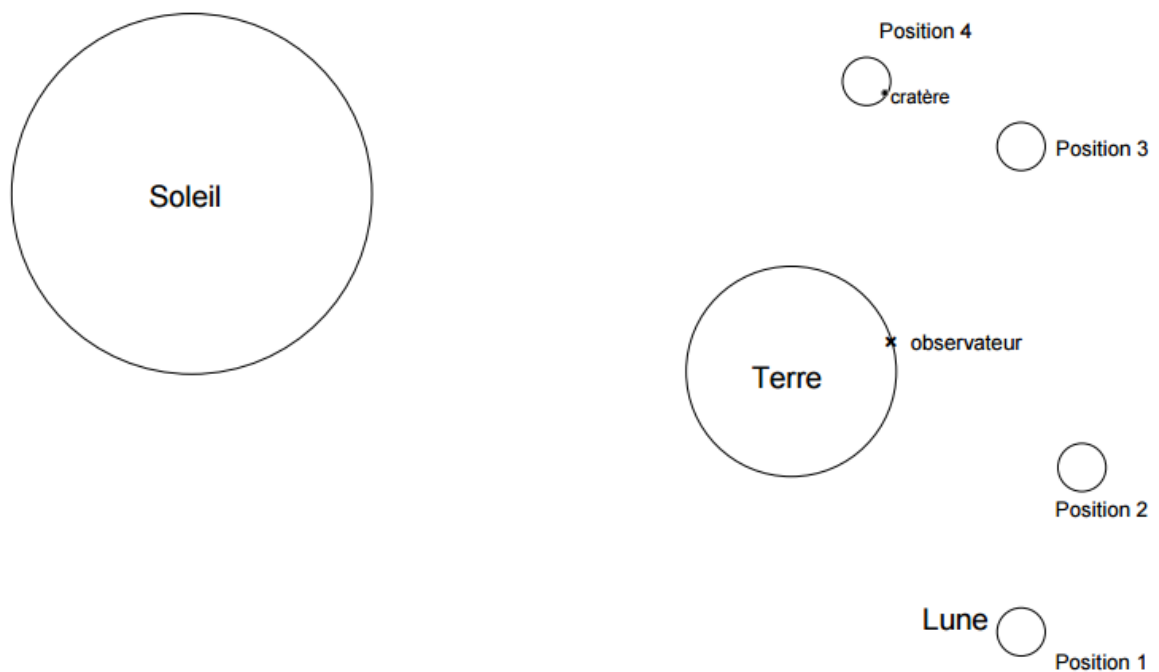 Position 4
cratère
Position 3
Soleil
observateur
Terre
Position 2
Lune
Position 1